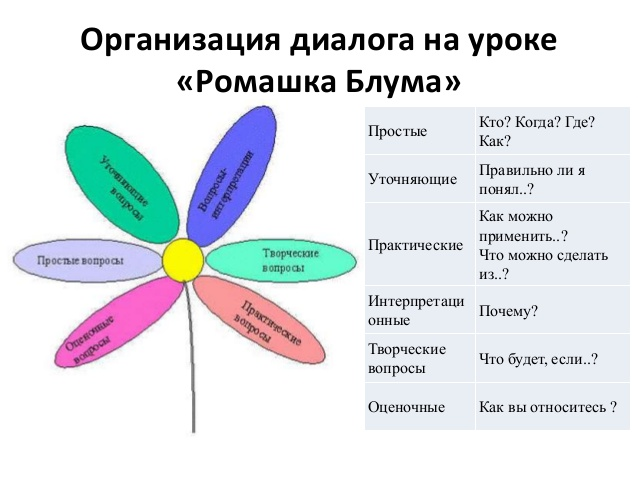 Организация диалога на уроке
«Ромашка Блума»
Уточняющие
вопросы
Вопросы-
интерпретации
Простые вопросы
Творческие
вопросы
Оценочные
вопросы
Практические
вопросы
Простые
Кто? Когда? Где?
Как?
Уточняющие
Правильно ли я
понял..?
Практические
Как можно
применить..?
Что можно сделать
из..?
Интерпретаци
онные
Почему?
Творческие
вопросы
Что будет, если..?
Оценочные
Как вы относитесь ?